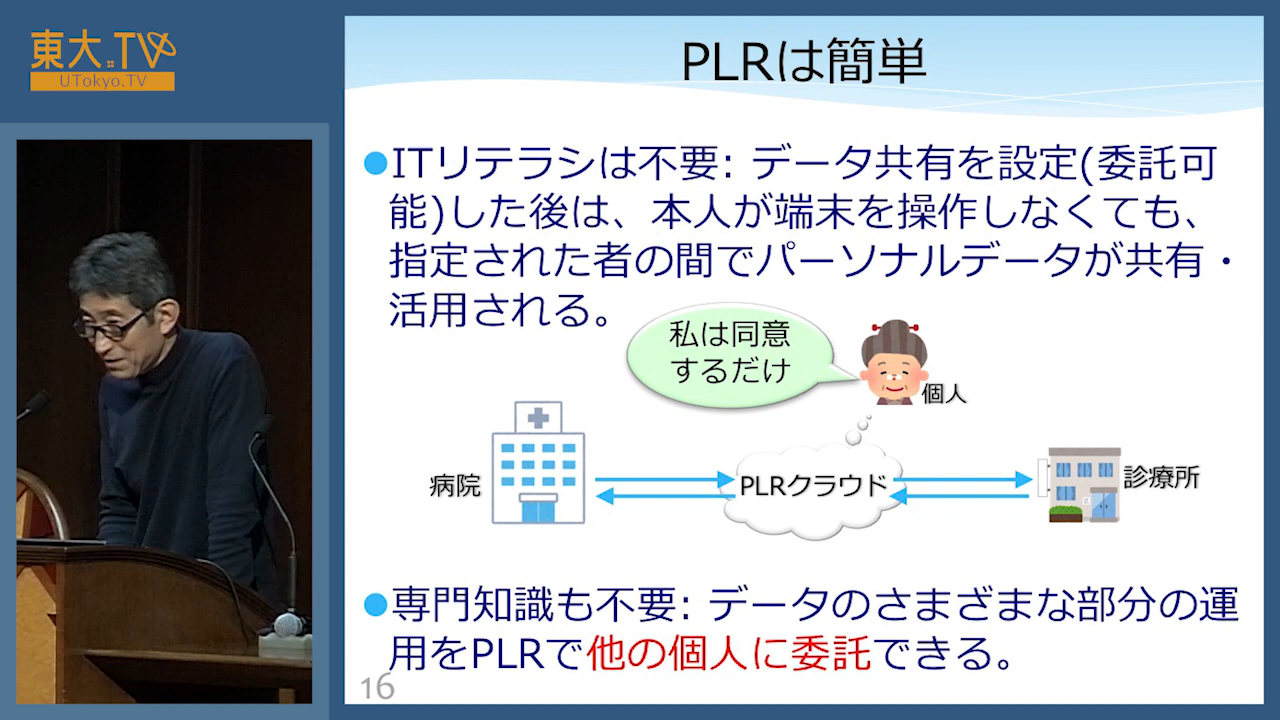 東大.TV
UTokyo.TV
PLRは簡単
●ITリテラシは不要: データ共有を設定(委託可
能)した後は、本人が端末を操作しなくても、
指定された者の間でパーソナルデータが共有・
活用される。
私は同意
するだけ
個人
病院
PLRクラウド
診療所
●専門知識も不要: データのさまざまな部分の運
用をPLRで他の個人に委託できる。
16